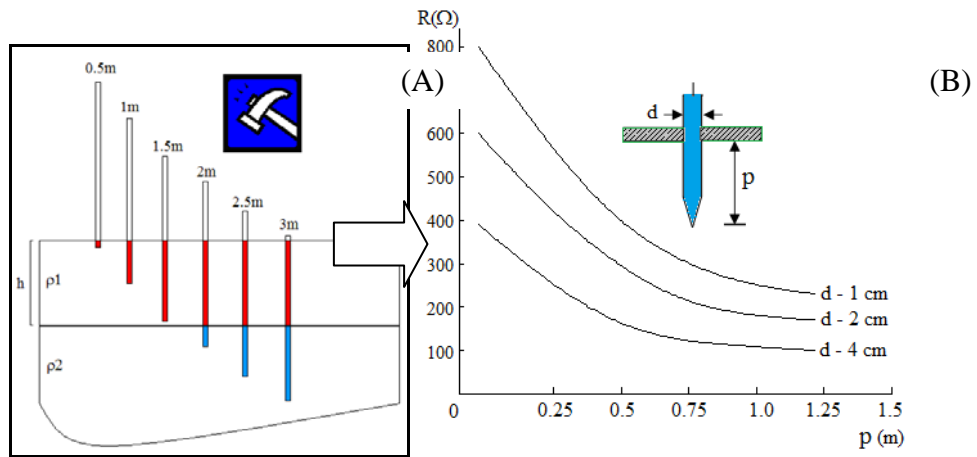 (A)
0.5m
1m
1.5m
2m
2.5m
3m
h
ρ1
ρ2
(B)
R(Ω)
800
600
500
400
300
200
100
0
0.25
0.5
0.75
1.0
1.25
1.5
p (m)
d
p
d - 1 cm
d - 2 cm
d - 4 cm